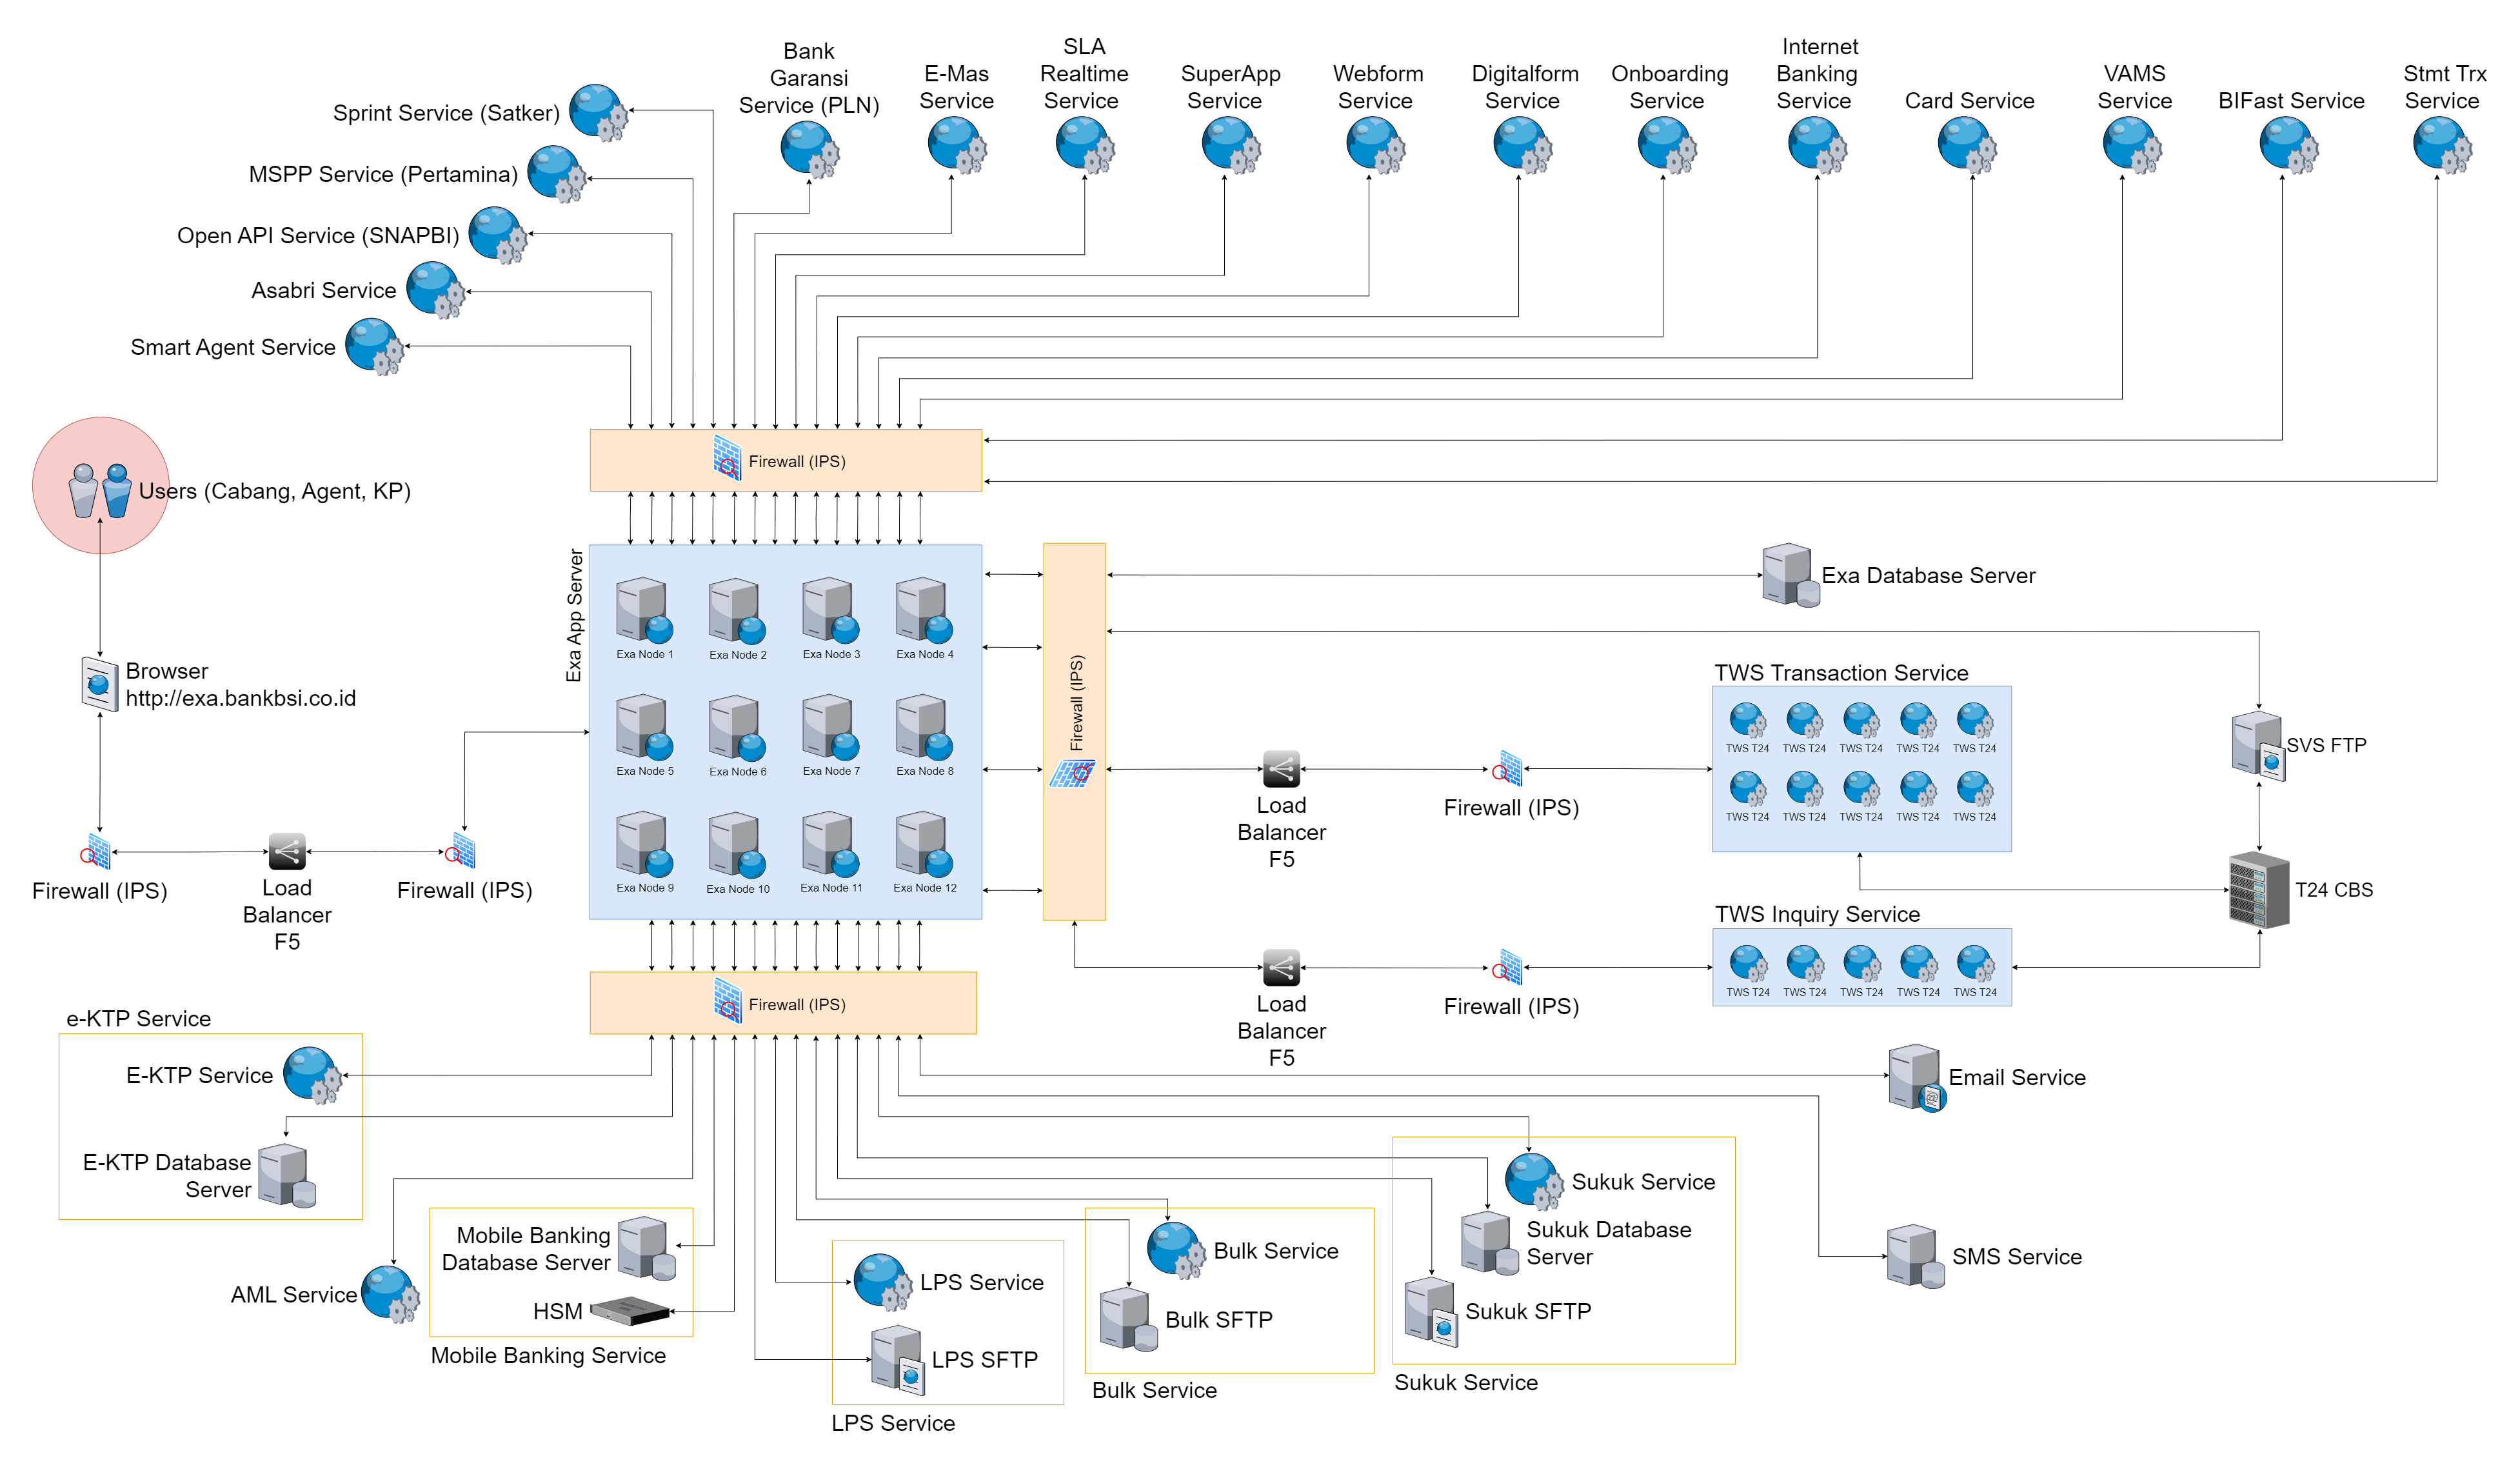 Bank
Garansi
Service (PLN)
E-Mas
Service
SLA
Realtime
Service
SuperApp
Service
Webform
Service
Digitalform
Service
Onboarding
Service
Internet
Banking
Service
Card Service
VAMS
Service
BIFast Service
Stmt Trx
Service
Sprint Service (Satker)
MSPP Service (Pertamina)
Open API Service (SNAPBI)
Asabri Service
Smart Agent Service
Firewall (IPS)
Users (Cabang, Agent, KP)
Browser
http://exa.bankbsi.co.id
Firewall (IPS)
Load
Balancer
F5
Firewall (IPS)
Exa App Server
Exa Node 1
Exa Node 2
Exa Node 3
Exa Node 4
Exa Node 5
Exa Node 6
Exa Node 7
Exa Node 8
Exa Node 9
Exa Node 10
Exa Node 11
Exa Node 12
Firewall (IPS)
Exa Database Server
Load
Balancer
F5
Firewall (IPS)
TWS Transaction Service
TWS T24
TWS T24
TWS T24
TWS T24
TWS T24
TWS T24
TWS T24
TWS T24
TWS T24
TWS T24
SVS FTP
T24 CBS
Load
Balancer
F5
Firewall (IPS)
TWS Inquiry Service
TWS T24
TWS T24
TWS T24
TWS T24
TWS T24
Firewall (IPS)
e-KTP Service
E-KTP Service
E-KTP Database
Server
AML Service
Mobile Banking
Database Server
HSM
Mobile Banking Service
LPS Service
LPS SFTP
LPS Service
Bulk Service
Bulk SFTP
Bulk Service
Sukuk Service
Sukuk Database
Server
Sukuk SFTP
Sukuk Service
Email Service
SMS Service